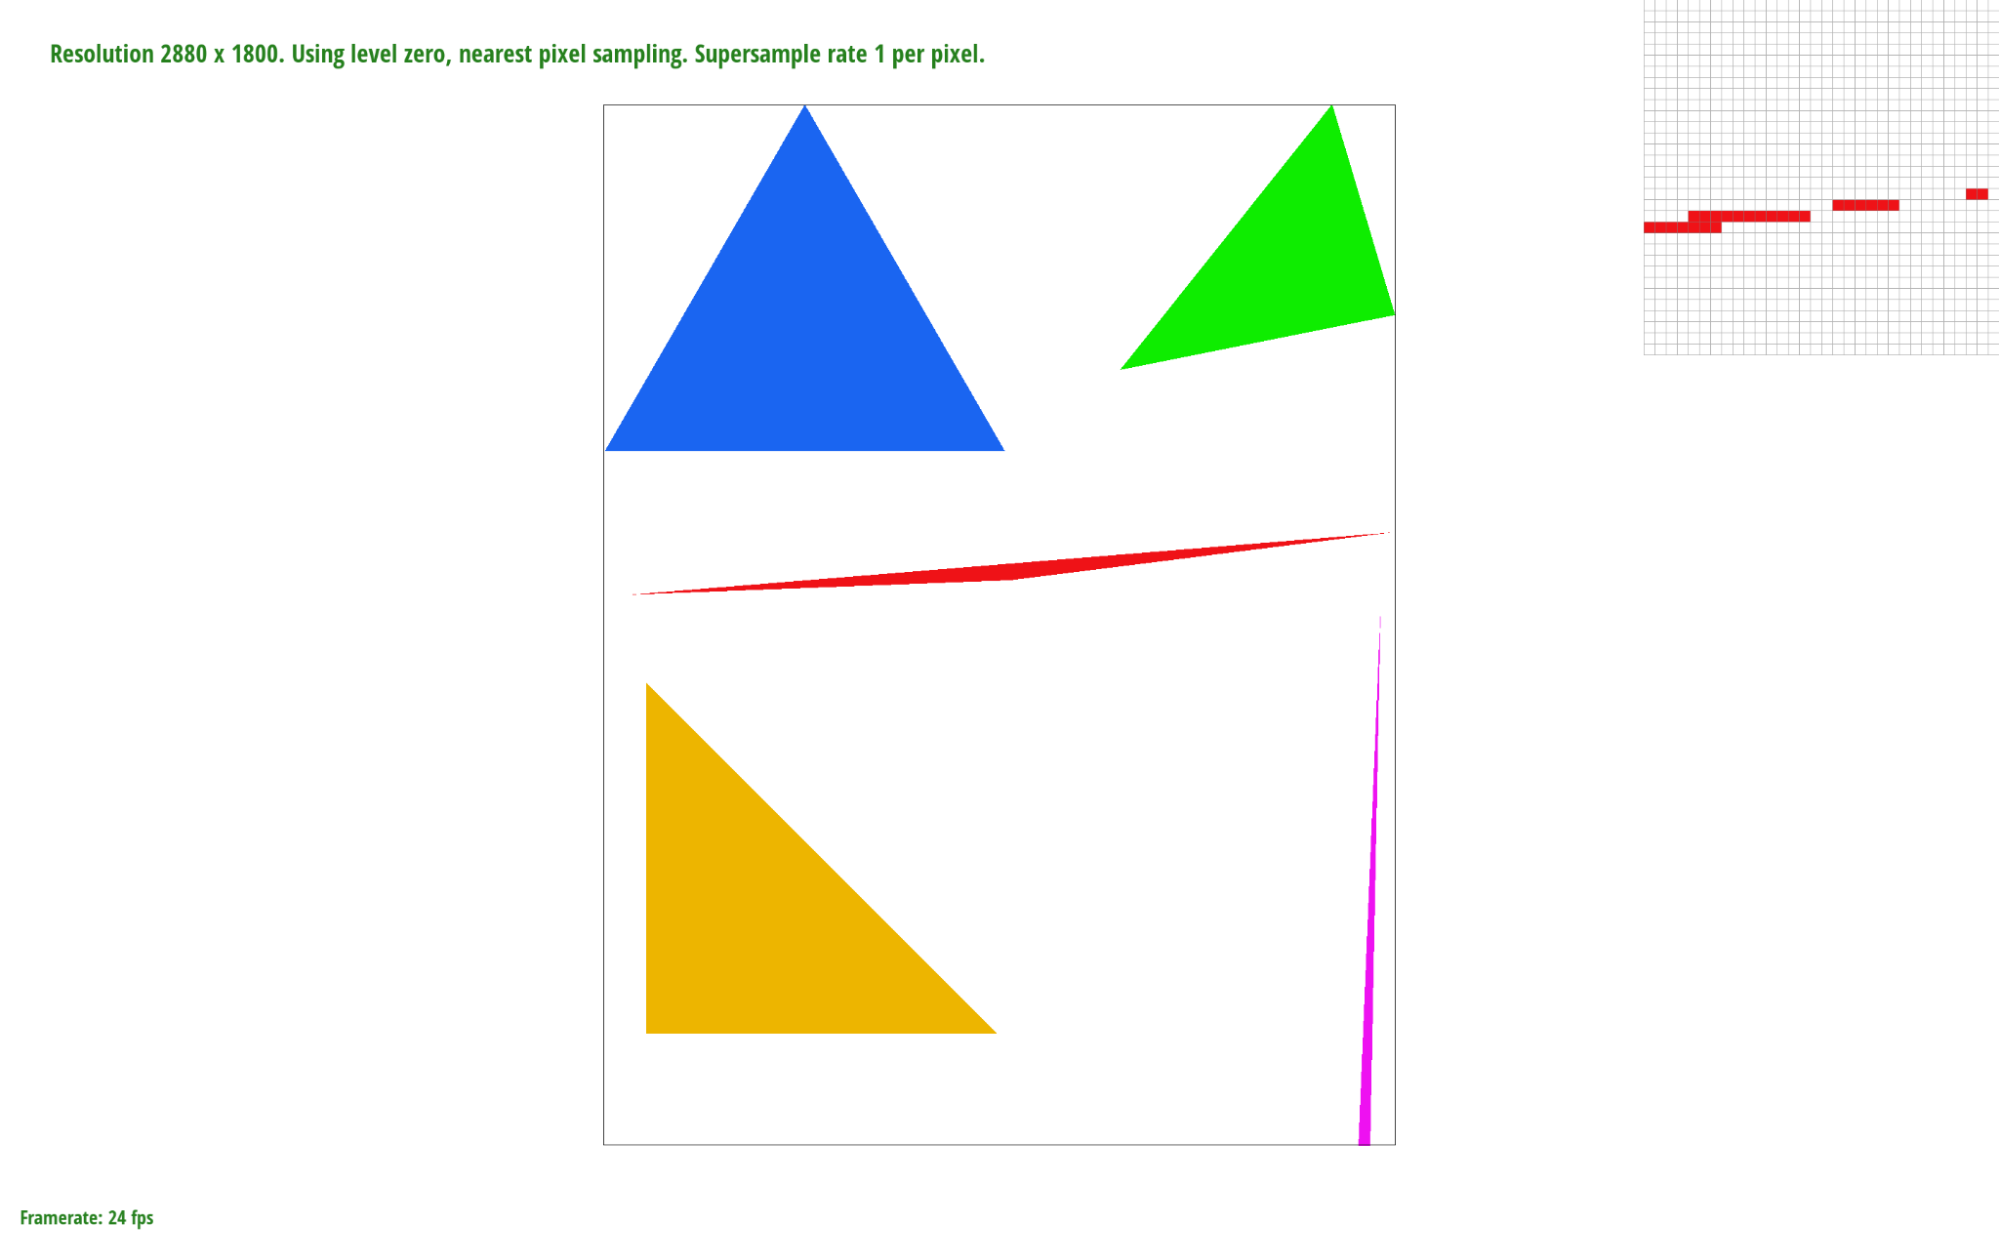 Resolution 2880 x 1800. Using level zero, nearest pixel sampling. Supersample rate 1 per pixel.
Framerate: 24 fps